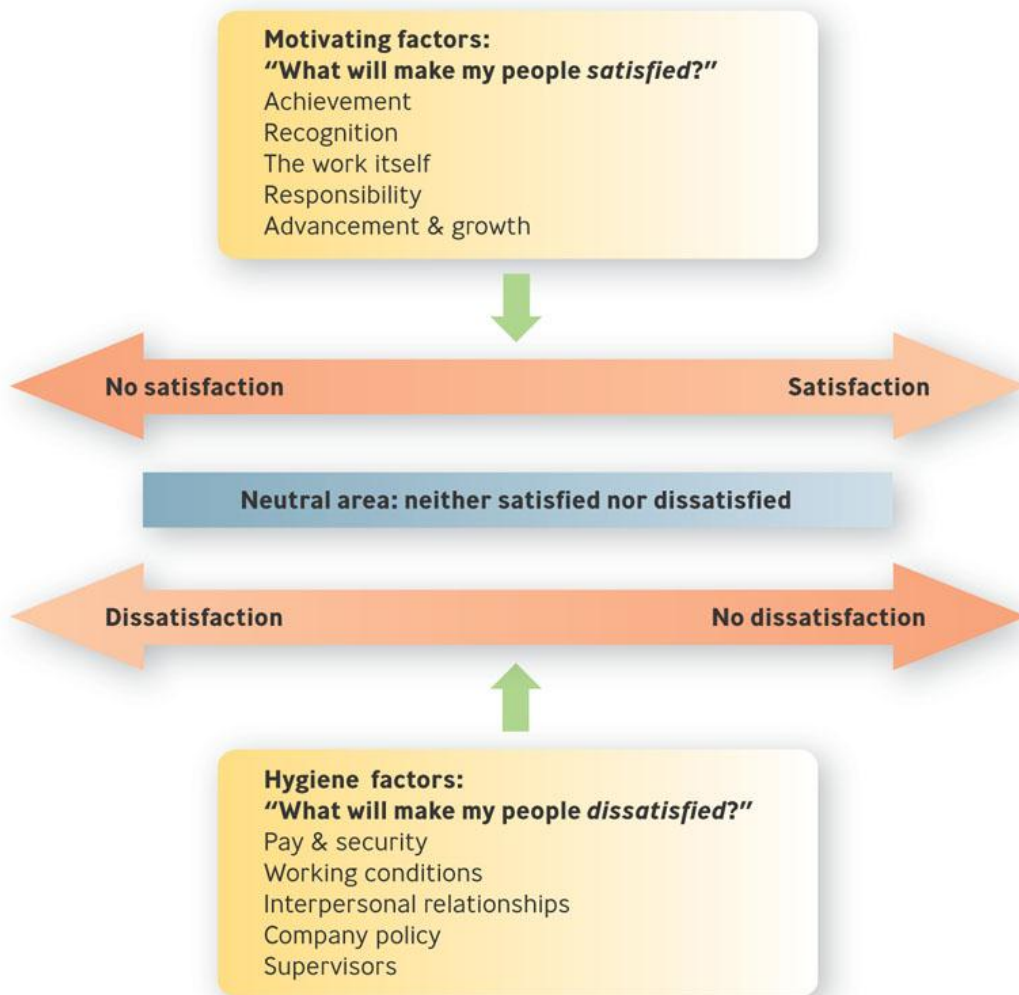 Motivating factors:
“What will make my people satisfied?”
Achievement
Recognition
The work itself
Responsibility
Advancement & growth
No satisfaction
Satisfaction
Neutral area: neither satisfied nor dissatisfied
Dissatisfaction
No dissatisfaction
Hygiene factors:
“What will make my people dissatisfied?”
Pay & security
Working conditions
Interpersonal relationships
Company policy
Supervisors